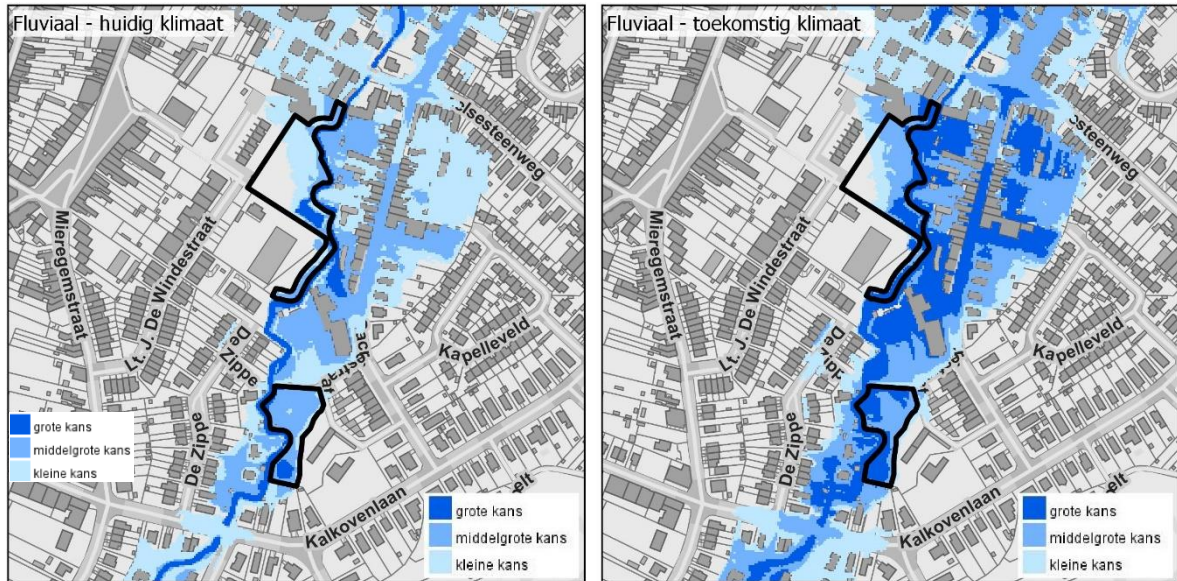 Fluviaal - huidig klimaat
Mieregemstraat
Lt. J. De Windestraat
De Zipde
Kapelleveld
Kalkovenlaan
grote kans
middelgrote kans
kleine kans
grote kans
middelgrote kans
kleine kans
Fluviaal - toekomstig klimaat
Mieregemstraat
Lt. J. De Windestraat
De Zipde
Kapelleveld
Kalkovenlaan
grote kans
middelgrote kans
kleine kans